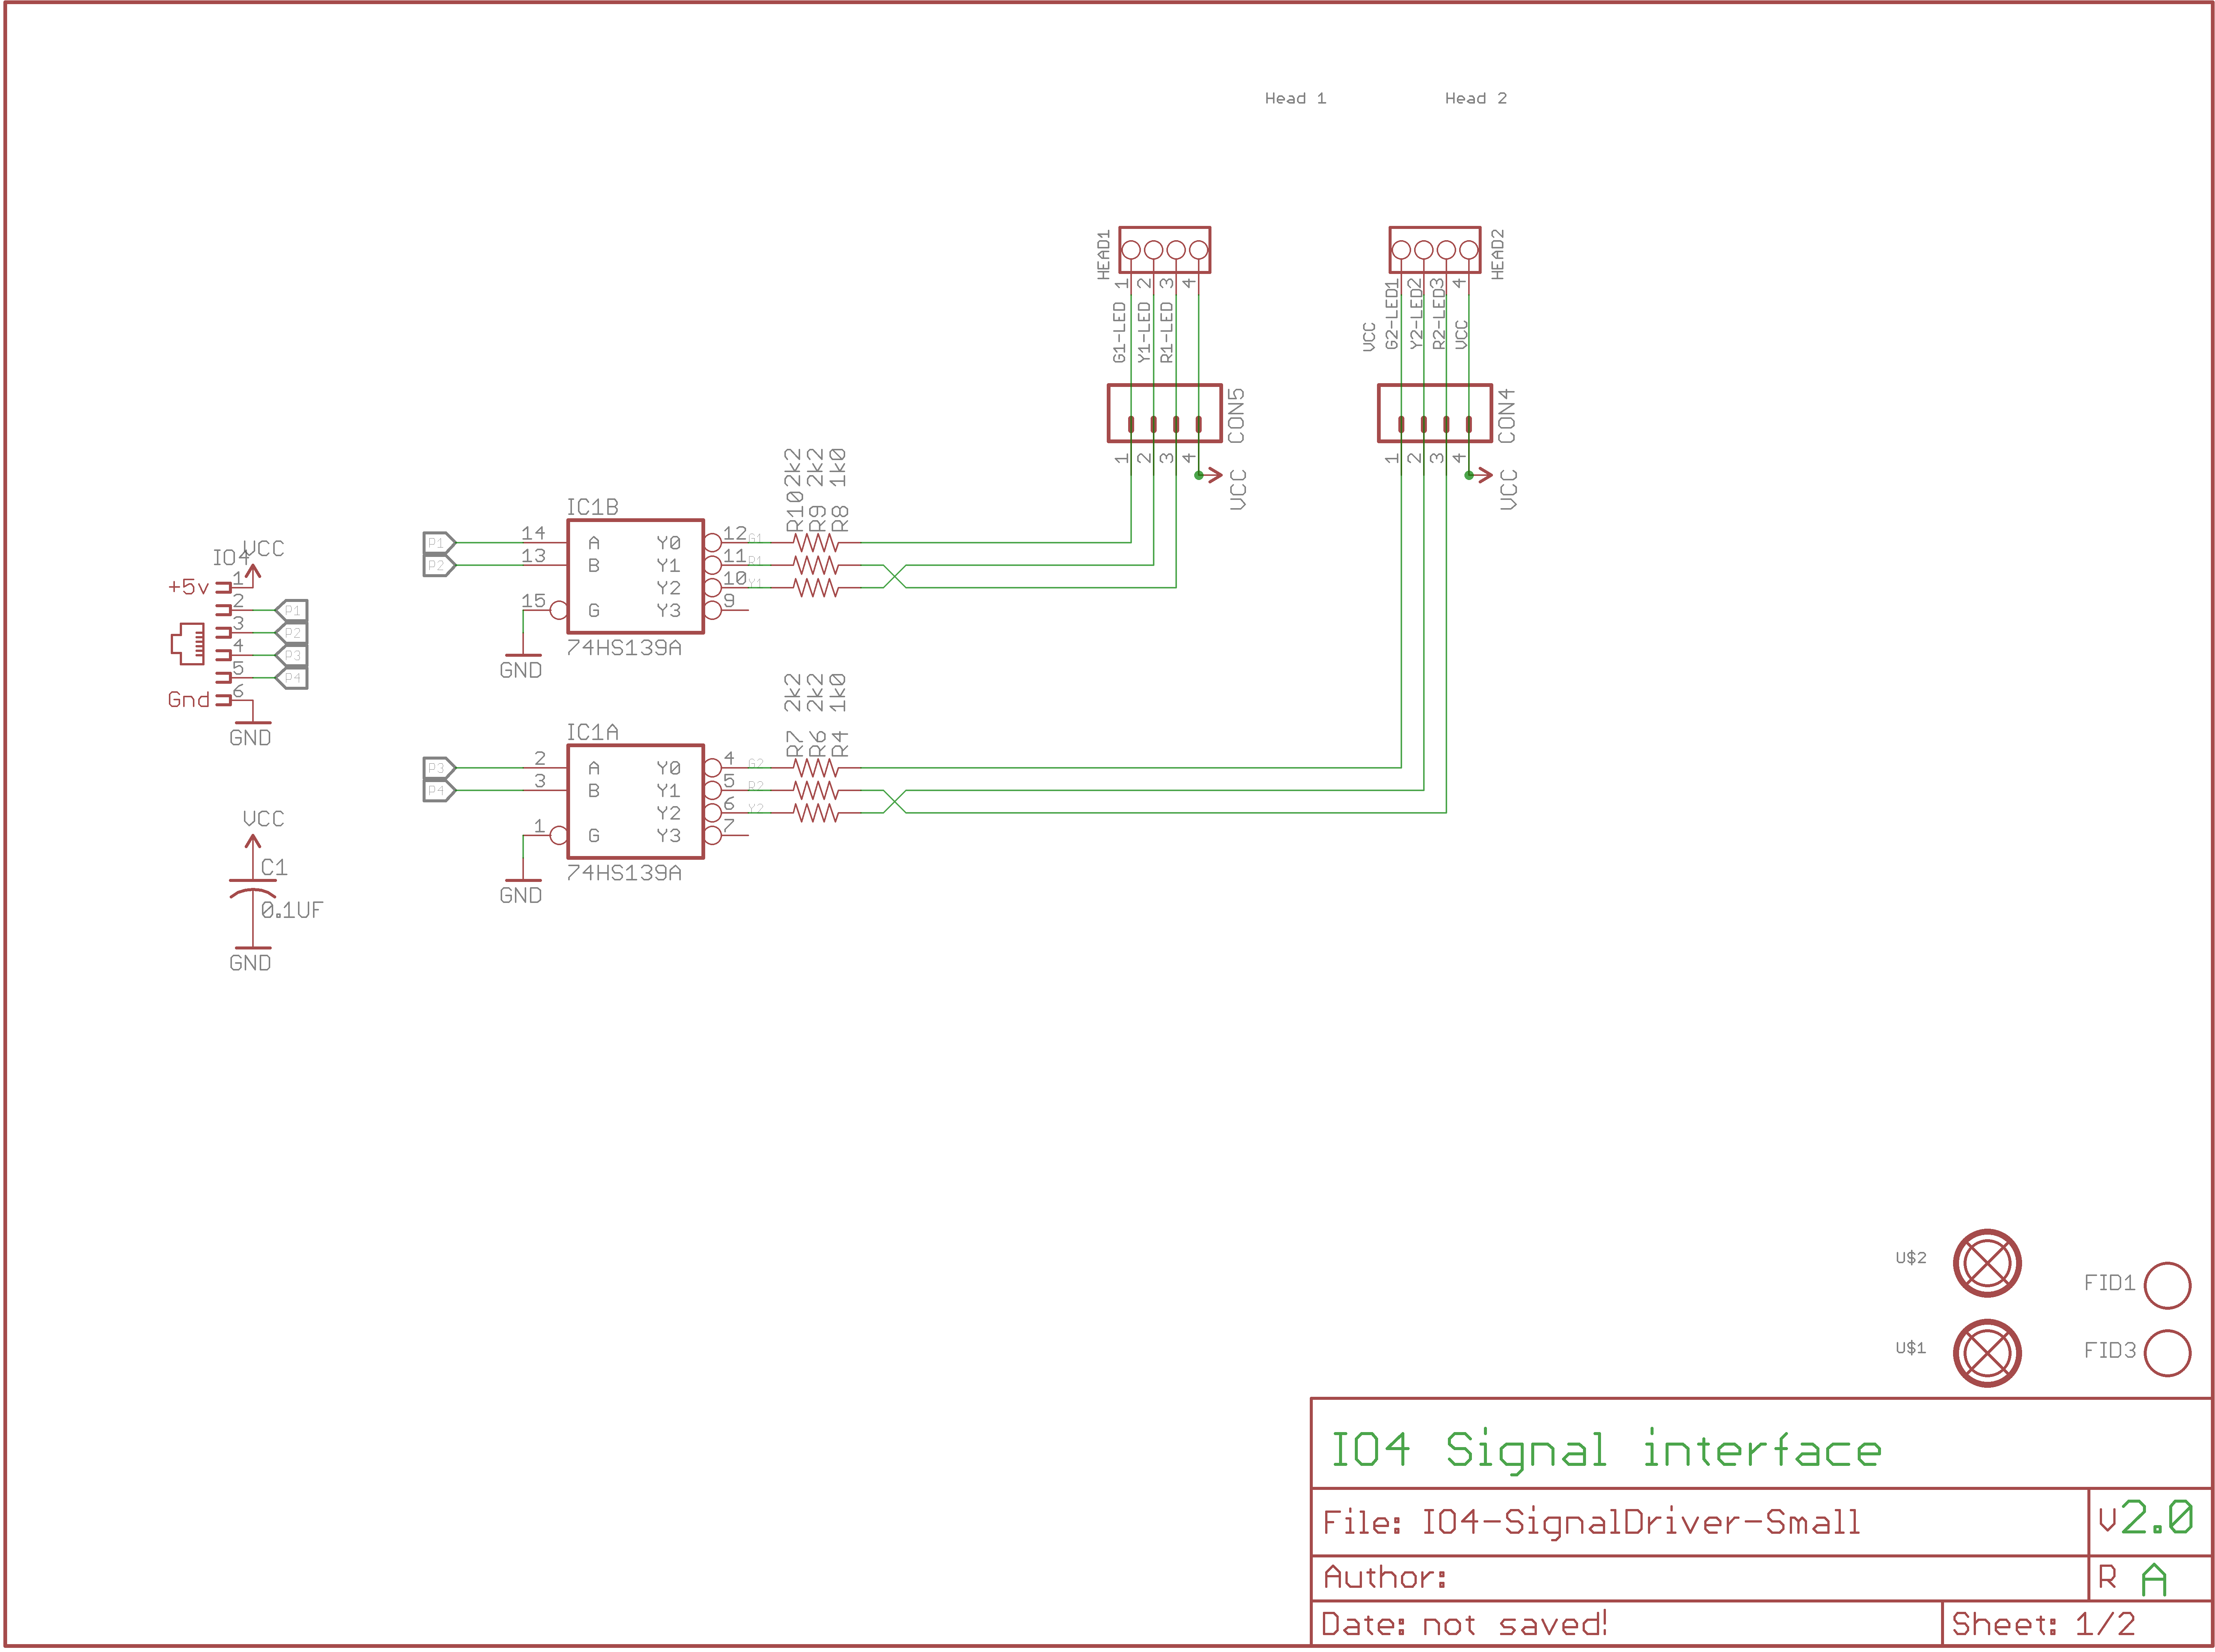 Head 1 Head 2
HEAD1 HEAD2
1 2 3 4 1 2 3 4
G1-LED Y1-LED R1-LED VCC G2-LED1 Y2-LED2 R2-LED3 VCC
CON5 CON4
1 2 3 4 1 2 3 4
VCC VCC
R10 2k2 R9 2k2 R8 1k0
IC1B
P1 14 A Y0 12 G1
P2 13 B Y1 11 R1
Y2 10 Y1
15 G Y3 9
74HS139A
GND
IO4 VCC
+5v 1
2 P1
3 P2
4 P3
5 P4
Gnd 6
GND
R7 2k2 R6 2k2 R4 1k0
IC1A
P3 2 A Y0 4 G2
P4 3 B Y1 5 R2
Y2 6 Y2
1 G Y3 7
74HS139A
GND
VCC
C1
0.1UF
GND
U$2 FID1
U$1 FID3
IO4 Signal interface
File: IO4-SignalDriver-Small V2.0
Author: R A
Date: not saved! Sheet: 1/2